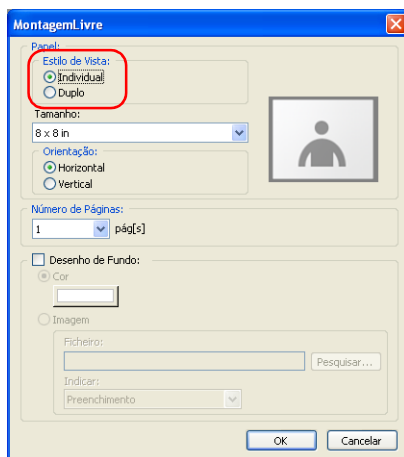 MontagemLivre
Papel:
Estilo de Vista:
Individual
Duplo
Tamanho:
8 x 8 in
Orientação:
Horizontal
Vertical
Número de Páginas:
1 pág[s]
Desenho de Fundo:
Cor
Imagem
Ficheiro:
Pesquisar...
Indicar:
Preenchimento
OK Cancelar